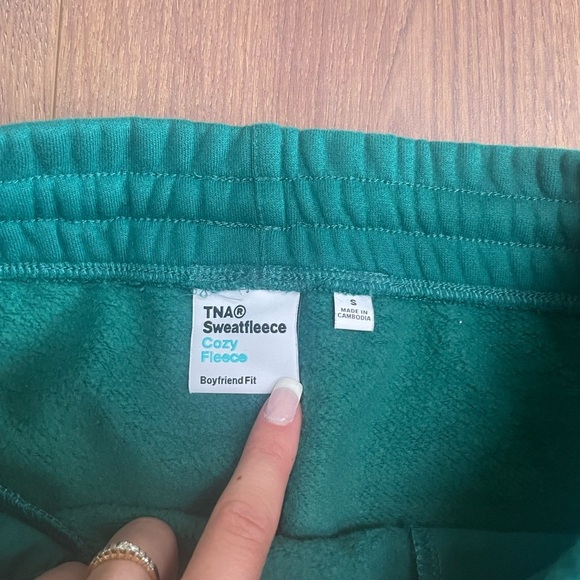 TNA®
Sweatfleece
Cozy
Fleece
Boyfriend Fit
S
MADE IN
CAMBODIA